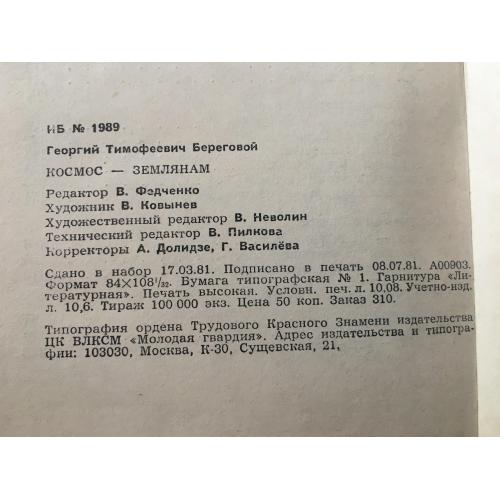 ИБ № 1989
Георгий Тимофеевич Береговой
КОСМОС — ЗЕМЛЯНАМ
Редактор В. Федченко
Художник В. Ковынев
Художественный редактор В. Неволин
Технический редактор В. Пилкова
Корректоры А. Долидзе, Г. Василёва
Сдано в набор 17.03.81. Подписано в печать 08.07.81. А00903.
Формат 84×108¹/₃₂. Бумага типографская № 1. Гарнитура «Ли-
тературная». Печать высокая. Условн. печ. л. 10,08. Учетно-изд.
л. 10,6. Тираж 100 000 экз. Цена 50 коп. Заказ 310.
Типография ордена Трудового Красного Знамени издательства
ЦК ВЛКСМ «Молодая гвардия». Адрес издательства и типогра-
фии: 103030, Москва, К-30, Сущевская, 21.